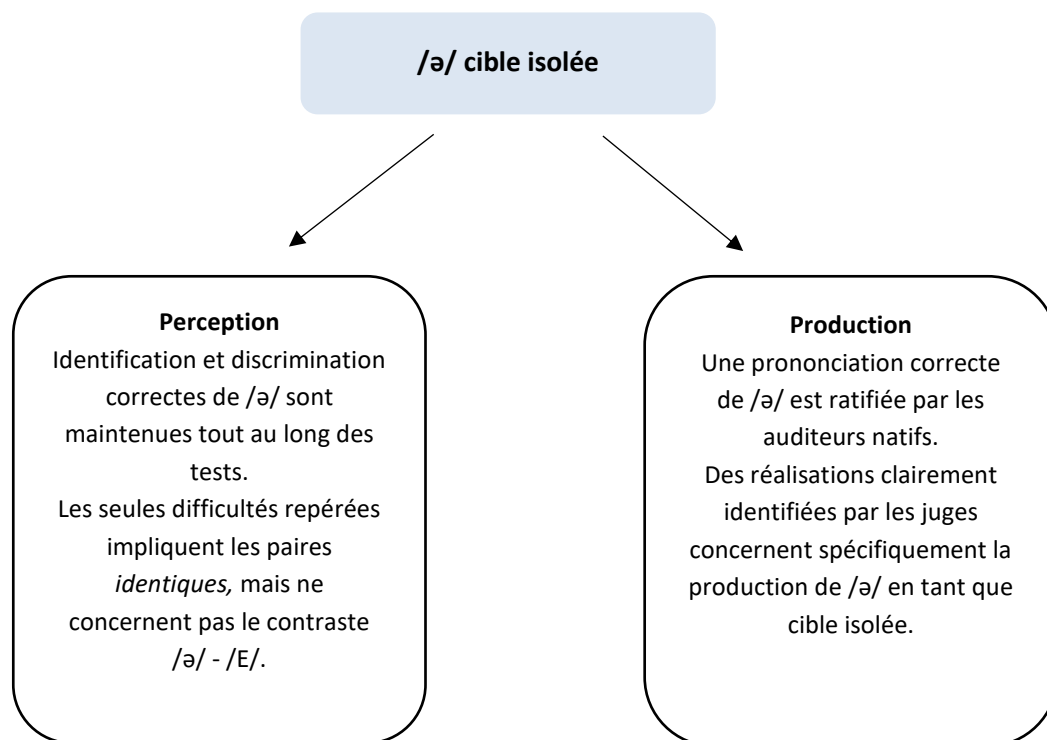 /ə/ cible isolée
Perception
Identification et discrimination
correctes de /ə/ sont
maintenues tout au long des
tests.
Les seules difficultés repérées
impliquent les paires
identiques, mais ne
concernent pas le contraste
/ə/ - /E/.
Production
Une prononciation correcte
de /ə/ est ratifiée par les
auditeurs natifs.
Des réalisations clairement
identifiées par les juges
concernent spécifiquement la
production de /ə/ en tant que
cible isolée.